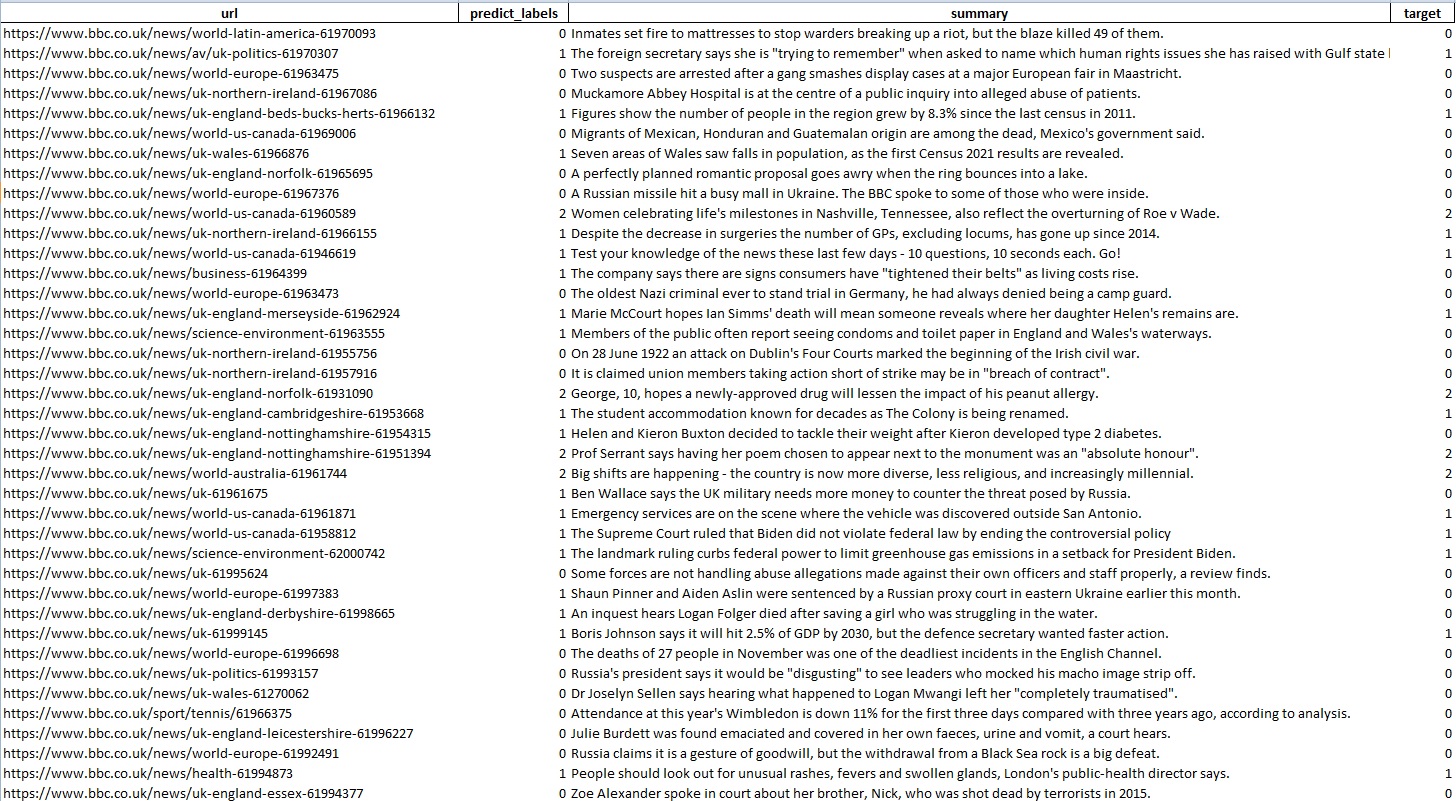 url predict_labels summary target
https://www.bbc.co.uk/news/world-latin-america-61970093 0 Inmates set fire to mattresses to stop warders breaking up a riot, but the blaze killed 49 of them. 0
https://www.bbc.co.uk/news/av/uk-politics-61970307 1 The foreign secretary says she is "trying to remember" when asked to name which human rights issues she has raised with Gulf state 1
https://www.bbc.co.uk/news/world-europe-61963475 0 Two suspects are arrested after a gang smashes display cases at a major European fair in Maastricht. 0
https://www.bbc.co.uk/news/uk-northern-ireland-61967086 0 Muckamore Abbey Hospital is at the centre of a public inquiry into alleged abuse of patients. 0
https://www.bbc.co.uk/news/uk-england-beds-bucks-herts-61966132 1 Figures show the number of people in the region grew by 8.3% since the last census in 2011. 1
https://www.bbc.co.uk/news/world-us-canada-61969006 0 Migrants of Mexican, Honduran and Guatemalan origin are among the dead, Mexico's government said. 0
https://www.bbc.co.uk/news/uk-wales-61966876 1 Seven areas of Wales saw falls in population, as the first Census 2021 results are revealed. 1
https://www.bbc.co.uk/news/uk-england-norfolk-61965695 0 A perfectly planned romantic proposal goes awry when the ring bounces into a lake. 0
https://www.bbc.co.uk/news/world-europe-61967376 0 A Russian missile hit a busy mall in Ukraine. The BBC spoke to some of those who were inside. 0
https://www.bbc.co.uk/news/world-us-canada-61960589 2 Women celebrating life's milestones in Nashville, Tennessee, also reflect the overturning of Roe v Wade. 2
https://www.bbc.co.uk/news/uk-northern-ireland-61966155 1 Despite the decrease in surgeries the number of GPs, excluding locums, has gone up since 2014. 1
https://www.bbc.co.uk/news/world-us-canada-61946619 1 Test your knowledge of the news these last few days - 10 questions, 10 seconds each. Go! 1
https://www.bbc.co.uk/news/business-61964399 1 The company says there are signs consumers have "tightened their belts" as living costs rise. 0
https://www.bbc.co.uk/news/world-europe-61963473 0 The oldest Nazi criminal ever to stand trial in Germany, he had always denied being a camp guard. 0
https://www.bbc.co.uk/news/uk-england-merseyside-61962924 1 Marie McCourt hopes Ian Simms' death will mean someone reveals where her daughter Helen's remains are. 1
https://www.bbc.co.uk/news/science-environment-61963555 1 Members of the public often report seeing condoms and toilet paper in England and Wales's waterways. 1
https://www.bbc.co.uk/news/uk-northern-ireland-61955756 0 On 28 June 1922 an attack on Dublin's Four Courts marked the beginning of the Irish civil war. 0
https://www.bbc.co.uk/news/uk-northern-ireland-61957916 0 It is claimed union members taking action short of strike may be in "breach of contract". 0
https://www.bbc.co.uk/news/uk-england-norfolk-61931090 2 George, 10, hopes a newly-approved drug will lessen the impact of his peanut allergy. 2
https://www.bbc.co.uk/news/uk-england-cambridgeshire-61953668 1 The student accommodation known for decades as The Colony is being renamed. 1
https://www.bbc.co.uk/news/uk-england-nottinghamshire-61954315 1 Helen and Kieron Buxton decided to tackle their weight after Kieron developed type 2 diabetes. 0
https://www.bbc.co.uk/news/uk-england-nottinghamshire-61951394 2 Prof Serrant says having her poem chosen to appear next to the monument was an "absolute honour". 2
https://www.bbc.co.uk/news/world-australia-61961744 2 Big shifts are happening - the country is now more diverse, less religious, and increasingly millennial. 2
https://www.bbc.co.uk/news/uk-61961675 1 Ben Wallace says the UK military needs more money to counter the threat posed by Russia. 0
https://www.bbc.co.uk/news/world-us-canada-61961871 1 Emergency services are on the scene where the vehicle was discovered outside San Antonio. 1
https://www.bbc.co.uk/news/world-us-canada-61958812 1 The Supreme Court ruled that Biden did not violate federal law by ending the controversial policy 1
https://www.bbc.co.uk/news/science-environment-62000742 1 The landmark ruling curbs federal power to limit greenhouse gas emissions in a setback for President Biden. 1
https://www.bbc.co.uk/news/uk-61995624 0 Some forces are not handling abuse allegations made against their own officers and staff properly, a review finds. 0
https://www.bbc.co.uk/news/world-europe-61997383 1 Shaun Pinner and Aiden Aslin were sentenced by a Russian proxy court in eastern Ukraine earlier this month. 0
https://www.bbc.co.uk/news/uk-england-derbyshire-61998665 1 An inquest hears Logan Folger died after saving a girl who was struggling in the water. 0
https://www.bbc.co.uk/news/uk-61999145 1 Boris Johnson says it will hit 2.5% of GDP by 2030, but the defence secretary wanted faster action. 1
https://www.bbc.co.uk/news/world-europe-61996698 0 The deaths of 27 people in November was one of the deadliest incidents in the English Channel. 0
https://www.bbc.co.uk/news/uk-politics-61993157 0 Russia's president says it would be "disgusting" to see leaders who mocked his macho image strip off. 0
https://www.bbc.co.uk/news/uk-wales-61270062 0 Dr Joselyn Sellen says hearing what happened to Logan Mwangi left her "completely traumatised". 0
https://www.bbc.co.uk/sport/tennis/61966375 0 Attendance at this year's Wimbledon is down 11% for the first three days compared with three years ago, according to analysis. 0
https://www.bbc.co.uk/news/uk-england-leicestershire-61996227 0 Julie Burdett was found emaciated and covered in her own faeces, urine and vomit, a court hears. 0
https://www.bbc.co.uk/news/world-europe-61992491 0 Russia claims it is a gesture of goodwill, but the withdrawal from a Black Sea rock is a big defeat. 0
https://www.bbc.co.uk/news/health-61994873 1 People should look out for unusual rashes, fevers and swollen glands, London's public-health director says. 1
https://www.bbc.co.uk/news/uk-england-essex-61994377 0 Zoe Alexander spoke in court about her brother, Nick, who was shot dead by terrorists in 2015. 0